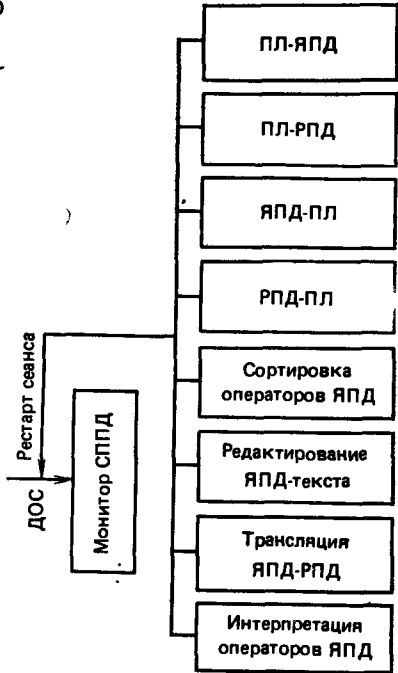 ПЛ-ЯПД
ПЛ-РПД
ЯПД-ПЛ
РПД-ПЛ
Рестарт сеанса
ДОС
Монитор СППД
Сортировка
операторов ЯПД
Редактирование
ЯПД-текста
Трансляция
ЯПД-РПД
Интерпретация
операторов ЯПД